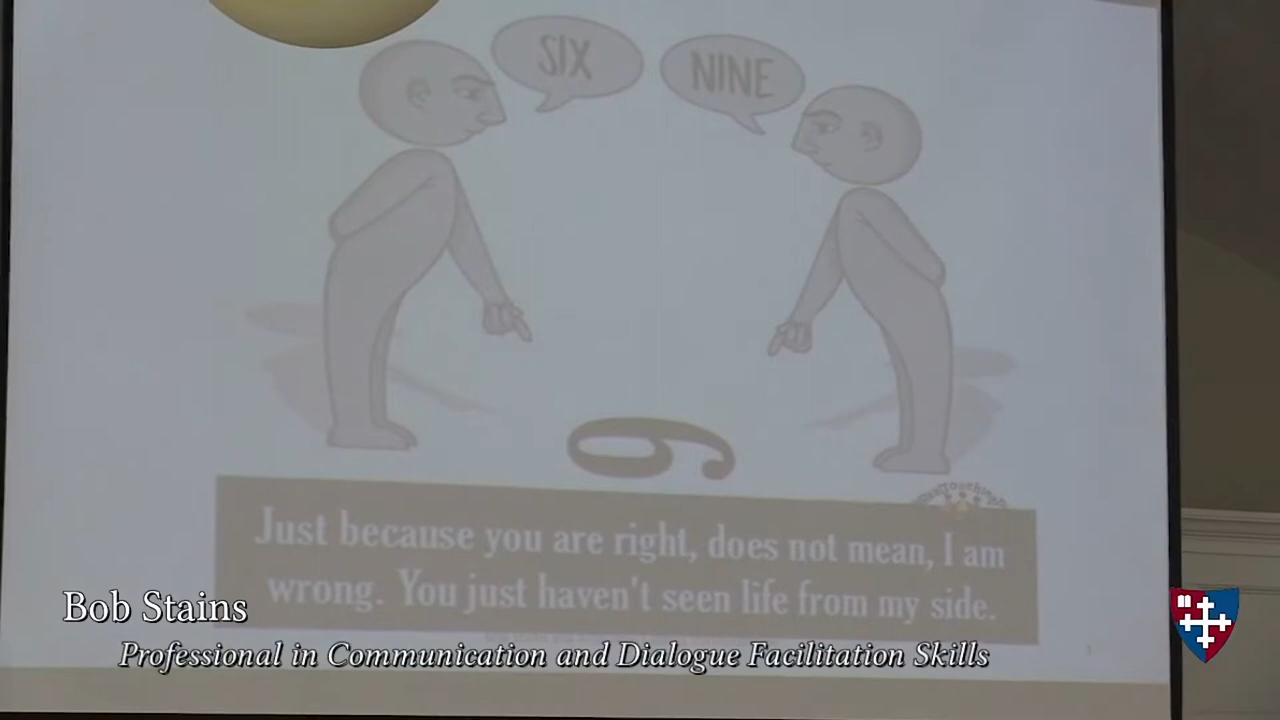 SIX
NINE
6
Just because you are right, does not mean, I am
wrong. You just haven't seen life from my side.
Bob Stains
Professional in Communication and Dialogue Facilitation Skills